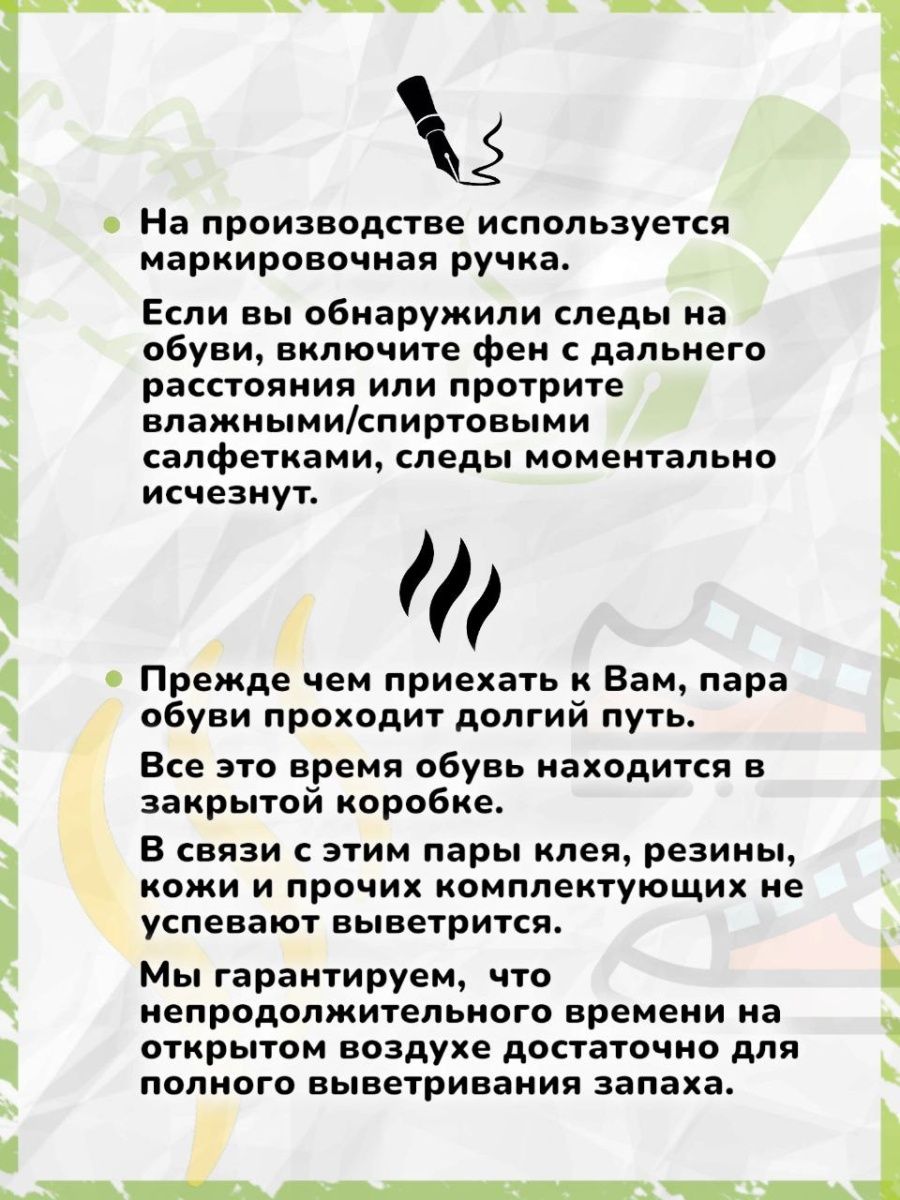 На производстве используется
маркировочная ручка.
Если вы обнаружили следы на
обуви, включите фен с дальнего
расстояния или протрите
влажными/спиртовыми
салфетками, следы моментально
исчезнут.
Прежде чем приехать к Вам, пара
обуви проходит долгий путь.
Все это время обувь находится в
закрытой коробке.
В связи с этим пары клея, резины,
кожи и прочих комплектующих не
успевают выветрится.
Мы гарантируем, что
непродолжительного времени на
открытом воздухе достаточно для
полного выветривания запаха.